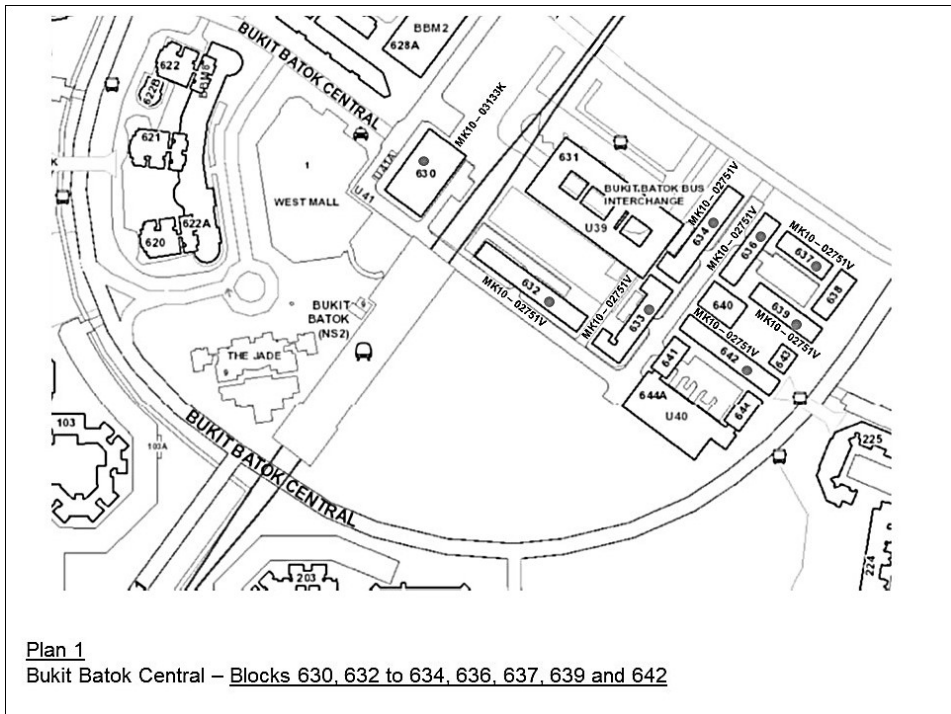 BBM2
628A
BUKIT BATOK CENTRAL
622
622B
621
620
622A
1
WEST MALL
U41A
U41
630
MK10 – 03133K
631
BUKIT BATOK BUS
INTERCHANGE
U39
632
MK10 – 02751V
633
MK10 – 02751V
634
MK10 – 02751V
636
MK10 – 02751V
637
MK10 – 02751V
638
639
MK10 – 02751V
640
642
MK10 – 02751V
641
643
644A
U40
644
BUKIT
BATOK
(NS2)
THE JADE
9
BUKIT BATOK CENTRAL
103
103A
203
225
224
K
Plan 1
Bukit Batok Central – Blocks 630, 632 to 634, 636, 637, 639 and 642